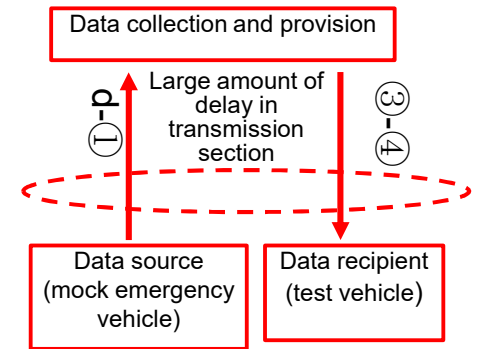 Data collection and provision
d-①
Large amount of
delay in
transmission
section
③-④
Data source
(mock emergency
vehicle)
Data recipient
(test vehicle)